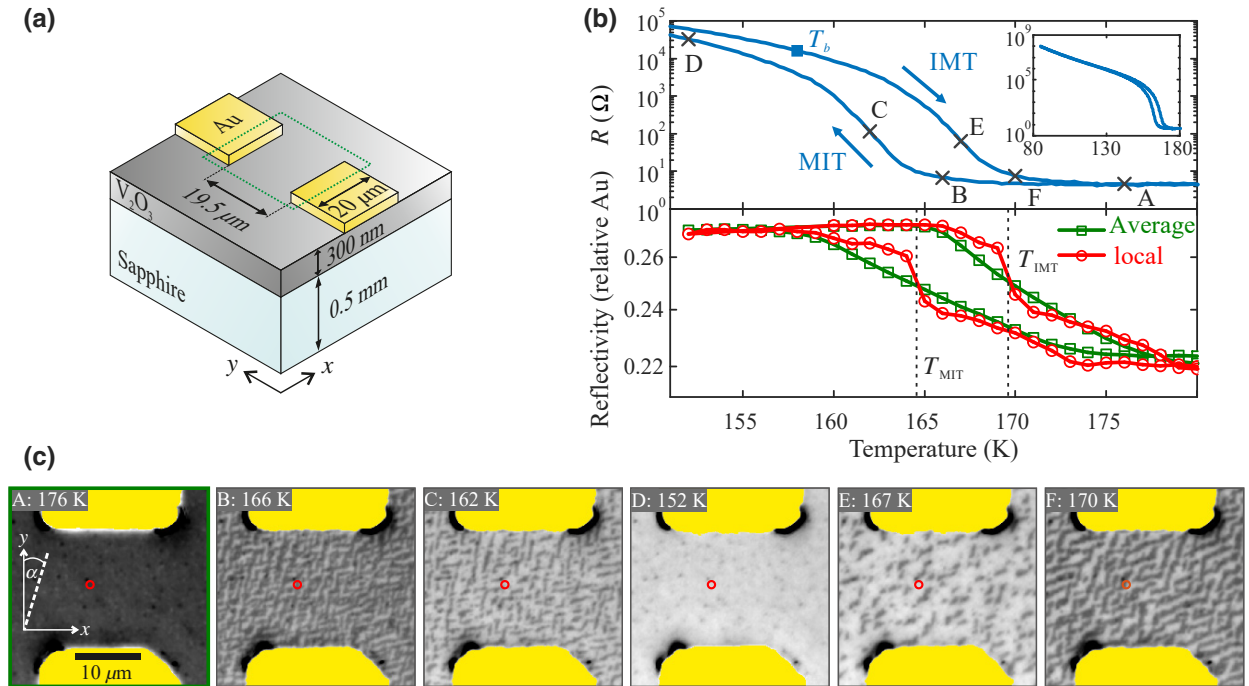 (a)
Au
19.5 μm
20 μm
V2O3
300 nm
Sapphire
0.5 mm
y
x
(b)
R (Ω)
10^5
10^4
10^3
10^2
10^1
10^0
D
T_b
IMT
C
E
MIT
B
F
A
10^9
10^5
10^0
80
130
180
Reflectivity (relative Au)
0.26
0.24
0.22
Average
local
T_IMT
T_MIT
155
160
165
170
175
Temperature (K)
(c)
A: 176 K
y
α
x
10 μm
B: 166 K
C: 162 K
D: 152 K
E: 167 K
F: 170 K